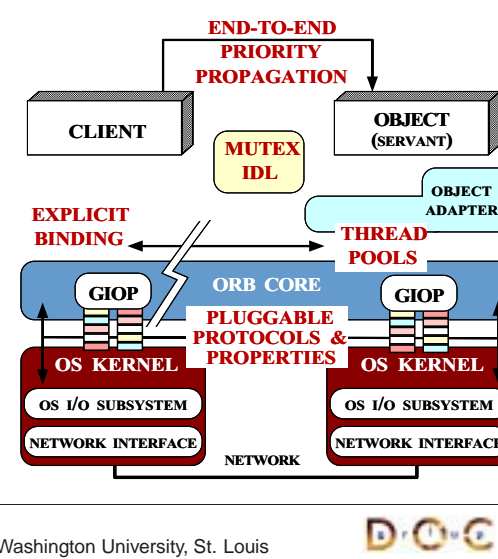 END-TO-END
PRIORITY
PROPAGATION
CLIENT
OBJECT
(SERVANT)
MUTEX
IDL
OBJECT
ADAPTER
EXPLICIT
BINDING
THREAD
POOLS
ORB CORE
GIOP
GIOP
PLUGGABLE
PROTOCOLS &
PROPERTIES
OS KERNEL
OS KERNEL
OS I/O SUBSYSTEM
OS I/O SUBSYSTEM
NETWORK INTERFACE
NETWORK INTERFACE
NETWORK
Washington University, St. Louis
D O C